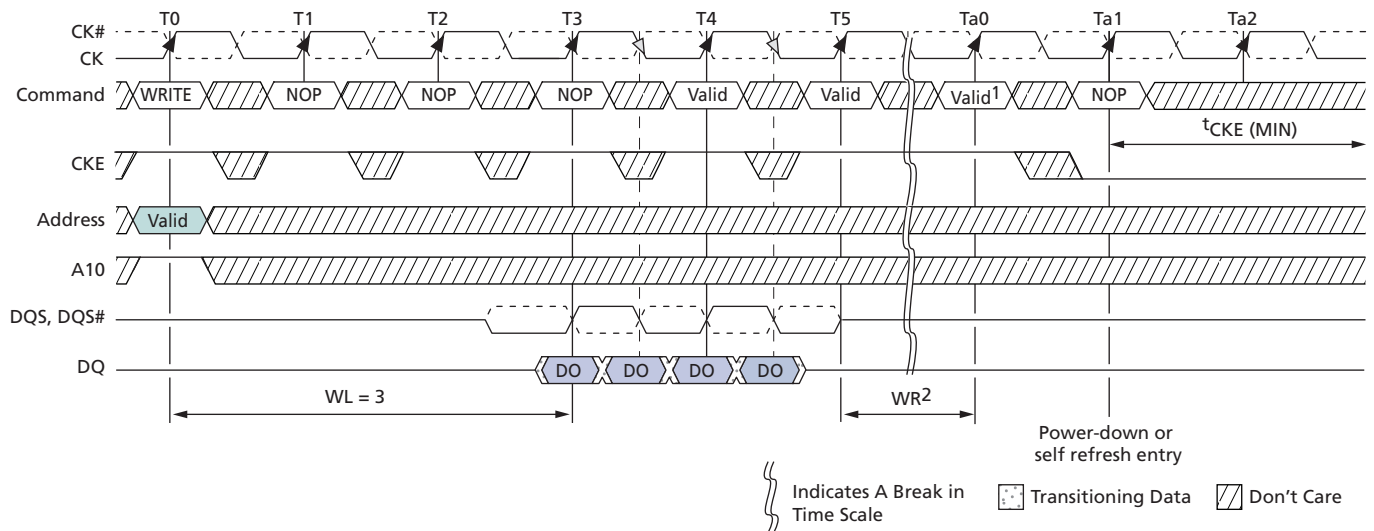 T0 T1 T2 T3 T4 T5 Ta0 Ta1 Ta2
CK#
CK
Command WRITE NOP NOP NOP Valid Valid Valid1 NOP
tCKE (MIN)
CKE
Address Valid
A10
DQS, DQS#
DQ DO DO DO DO
WL = 3 WR2
Power-down or
self refresh entry
Indicates A Break in
Time Scale
Transitioning Data
Don't Care